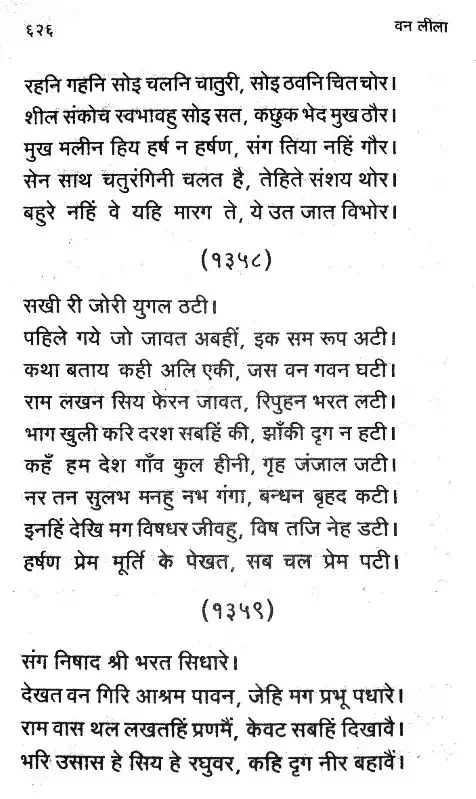 ६२६
वन लीला
रहनि गहनि सोइ चलनि चातुरी, सोइ ठवनि चित चोर।
शील संकोच स्वभावहु सोइ सत, कछुक भेद मुख ठौर।
मुख मलीन हिय हर्ष न हर्षण, संग तिया नहिं गौर।
सेन साथ चतुरंगिनी चलत है, तेहिते संशय थोर।
बहुरे नहिं वे यहि मारग ते, ये उत जात विभोर।
(१३५८)
सखी री जोरी युगल ठटी।
पहिले गये जो जावत अबहीं, इक सम रूप अटी।
कथा बताय कही अलि एकी, जस वन गवन घटी।
राम लखन सिय फेरन जावत, रिपुहन भरत लटी।
भाग खुली करि दरश सबहिं की, झाँकी दृग न हटी।
कहँ हम देश गाँव कुल हीनी, गृह जंजाल जटी।
नर तन सुलभ मनहु नभ गंगा, बन्धन बृहद कटी।
इनहिं देखि मग विषधर जीवहु, विष तजि नेह डटी।
हर्षण प्रेम मूर्ति के पेखत, सब चल प्रेम पटी।
(१३५९)
संग निषाद श्री भरत सिधारे।
देखत वन गिरि आश्रम पावन, जेहि मग प्रभू पधारे।
राम वास थल लखतहिं प्रणमैं, केवट सबहिं दिखावै।
भरि उसास हे सिय हे रघुवर, कहि दृग नीर बहावैं।